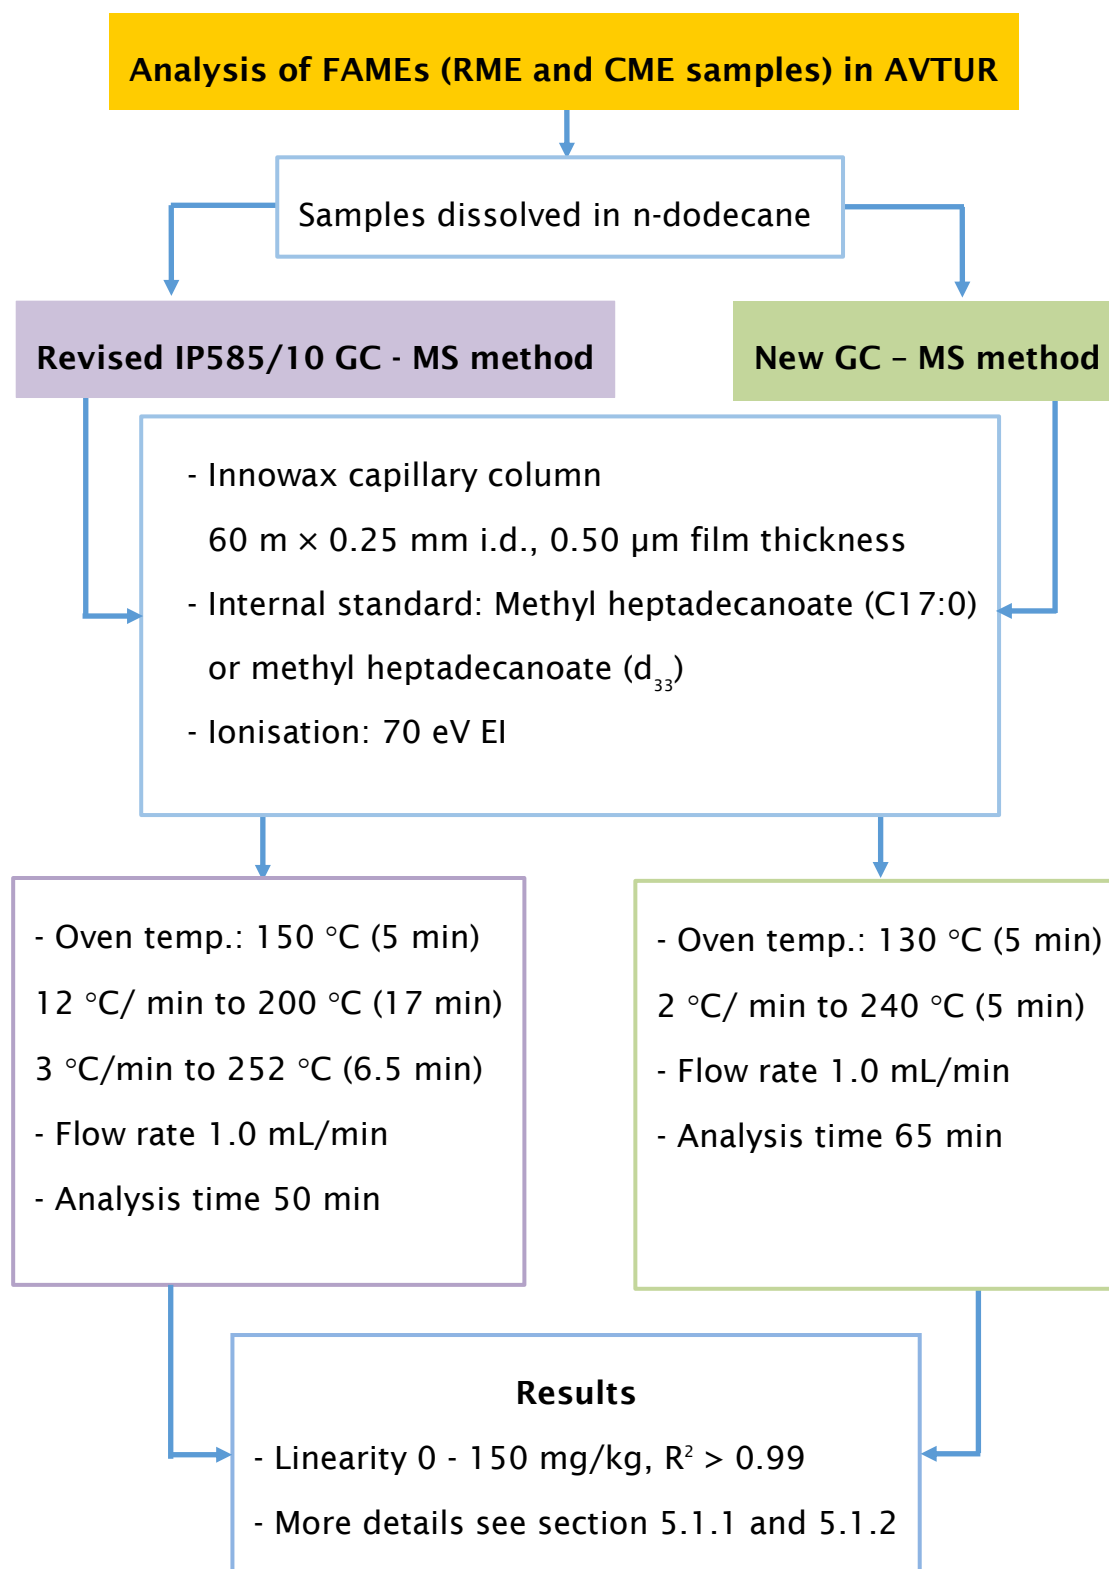 Analysis of FAMEs (RME and CME samples) in AVTUR
Samples dissolved in n-dodecane
Revised IP585/10 GC - MS method
New GC – MS method
- Innowax capillary column
60 m × 0.25 mm i.d., 0.50 µm film thickness
- Internal standard: Methyl heptadecanoate (C17:0)
or methyl heptadecanoate (d₃₃)
- Ionisation: 70 eV EI
- Oven temp.: 150 °C (5 min)
12 °C/ min to 200 °C (17 min)
3 °C/min to 252 °C (6.5 min)
- Flow rate 1.0 mL/min
- Analysis time 50 min
- Oven temp.: 130 °C (5 min)
2 °C/ min to 240 °C (5 min)
- Flow rate 1.0 mL/min
- Analysis time 65 min
Results
- Linearity 0 - 150 mg/kg, R² > 0.99
- More details see section 5.1.1 and 5.1.2